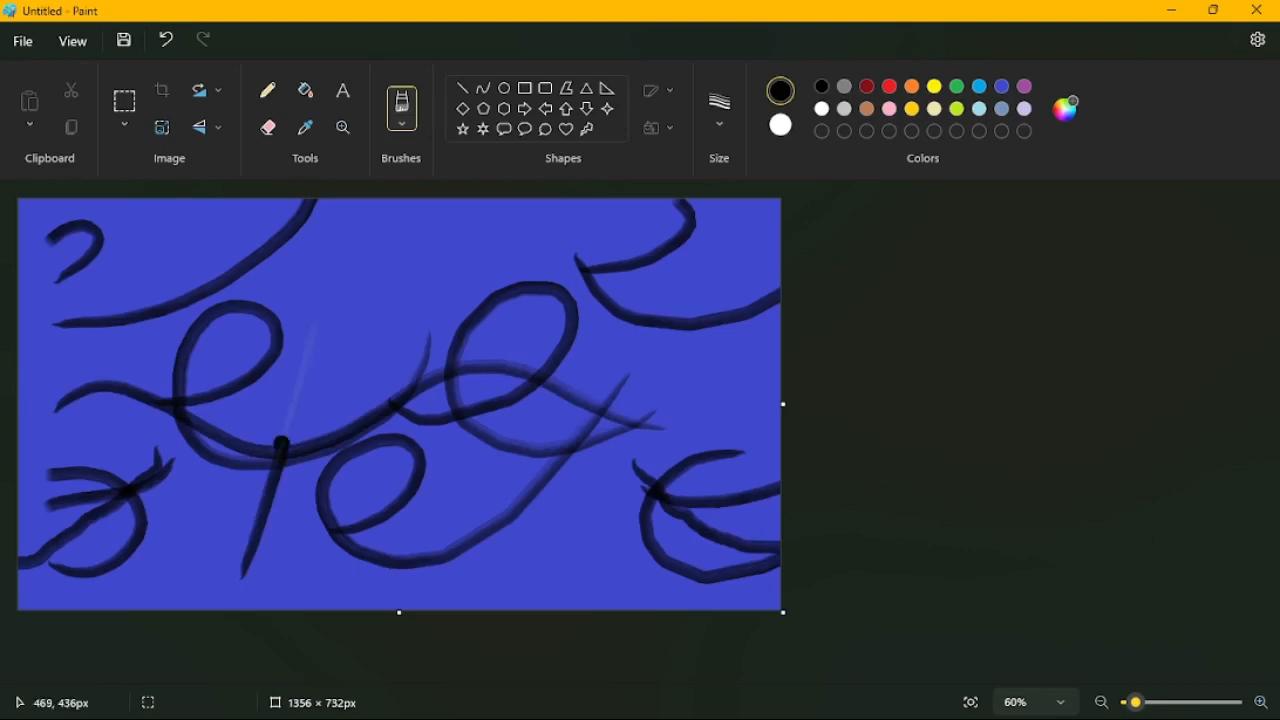 Untitled - Paint
File View
Clipboard Image Tools Brushes Shapes Size Colors
469, 436px 1356 × 732px 60%